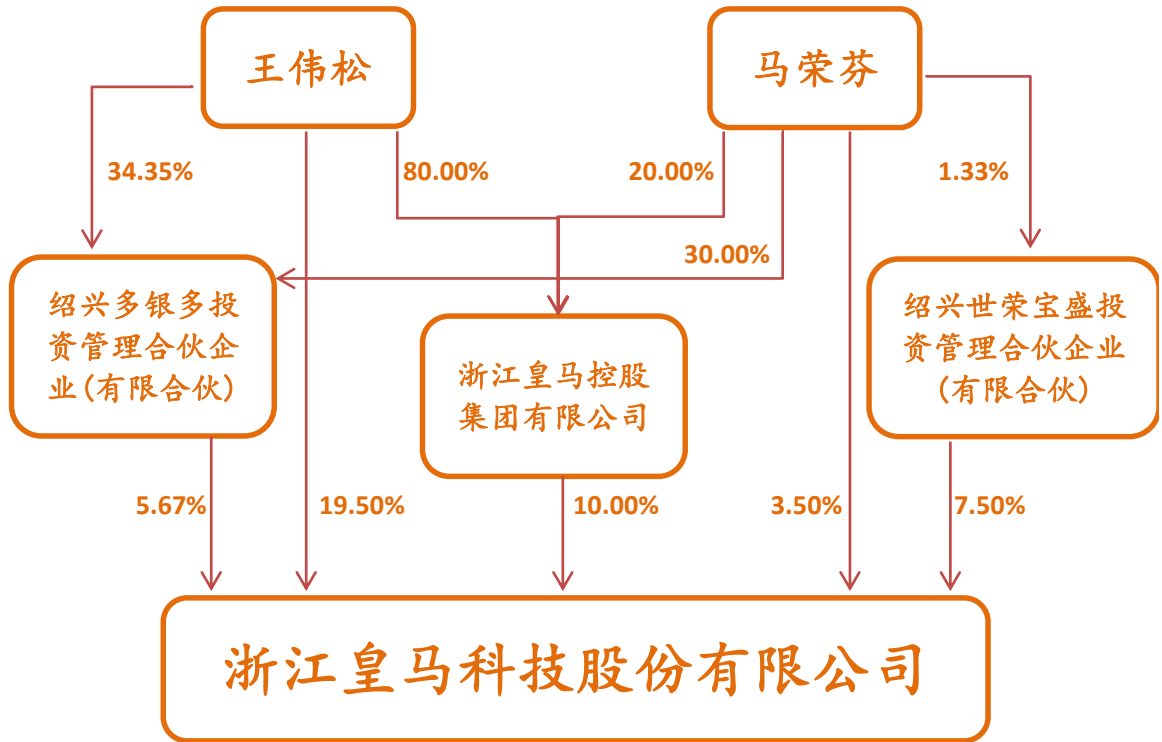 王伟松
马荣芬
34.35%
80.00%
20.00%
1.33%
30.00%
绍兴多银多投
资管理合伙企
业(有限合伙)
浙江皇马控股
集团有限公司
绍兴世荣宝盛投
资管理合伙企业
(有限合伙)
5.67%
19.50%
10.00%
3.50%
7.50%
浙江皇马科技股份有限公司